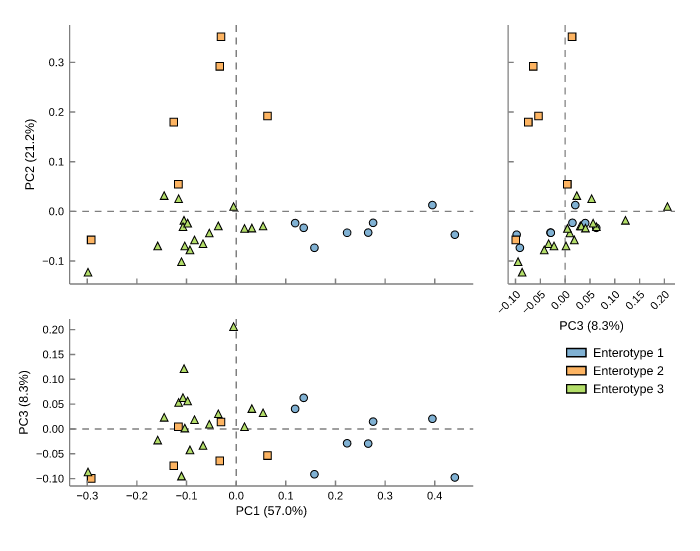 0.3
0.2
0.1
0.0
−0.1
PC2 (21.2%)
−0.10
−0.05
0.00
0.05
0.10
0.15
0.20
PC3 (8.3%)
Enterotype 1
Enterotype 2
Enterotype 3
0.20
0.15
0.10
0.05
0.00
−0.05
−0.10
PC3 (8.3%)
−0.3 −0.2 −0.1 0.0 0.1 0.2 0.3 0.4
PC1 (57.0%)